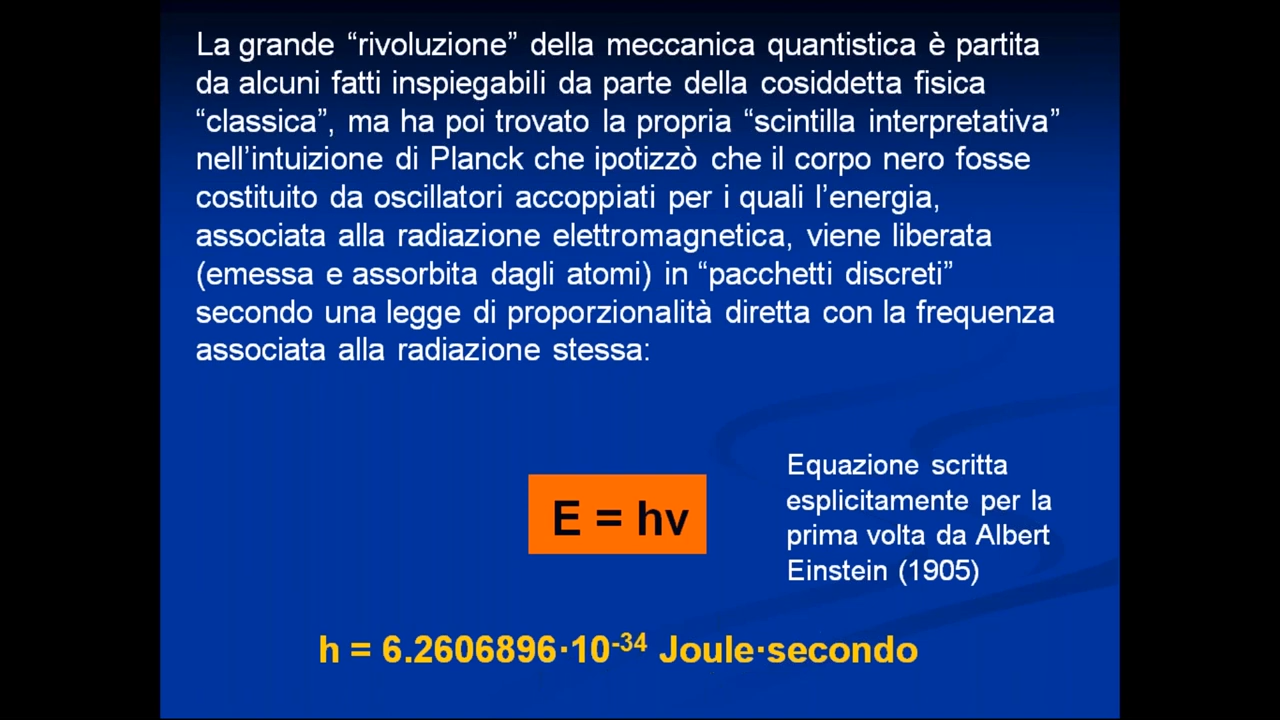 La grande “rivoluzione” della meccanica quantistica è partita
da alcuni fatti inspiegabili da parte della cosiddetta fisica
“classica”, ma ha poi trovato la propria “scintilla interpretativa”
nell’intuizione di Planck che ipotizzò che il corpo nero fosse
costituito da oscillatori accoppiati per i quali l’energia,
associata alla radiazione elettromagnetica, viene liberata
(emessa e assorbita dagli atomi) in “pacchetti discreti”
secondo una legge di proporzionalità diretta con la frequenza
associata alla radiazione stessa:
E = hν
Equazione scritta
esplicitamente per la
prima volta da Albert
Einstein (1905)
h = 6.2606896·10⁻³⁴ Joule·secondo